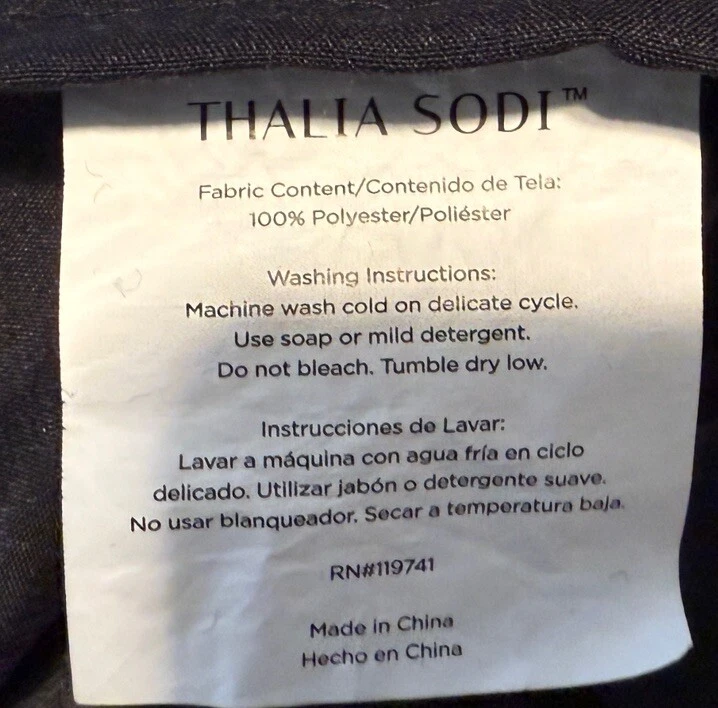 THALIA SODI™
Fabric Content/Contenido de Tela:
100% Polyester/Poliéster
Washing Instructions:
Machine wash cold on delicate cycle.
Use soap or mild detergent.
Do not bleach. Tumble dry low.
Instrucciones de Lavar:
Lavar a máquina con agua fría en ciclo
delicado. Utilizar jabón o detergente suave.
No usar blanqueador. Secar a temperatura baja.
RN#119741
Made in China
Hecho en China